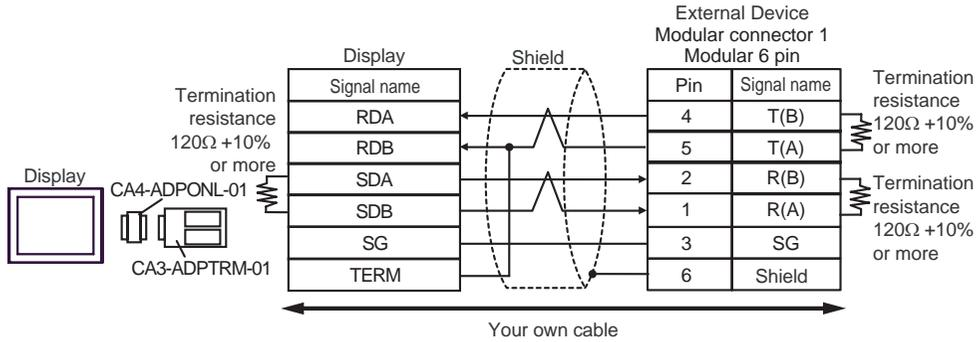 External Device
Modular connector 1
Modular 6 pin
Display
Shield
Signal name
Pin
Signal name
Termination
resistance
120Ω +10%
or more
RDA
4
T(B)
Termination
resistance
120Ω +10%
or more
RDB
5
T(A)
SDA
2
R(B)
Termination
resistance
120Ω +10%
or more
SDB
1
R(A)
SG
3
SG
TERM
6
Shield
Display
CA4-ADPONL-01
CA3-ADPTRM-01
Your own cable